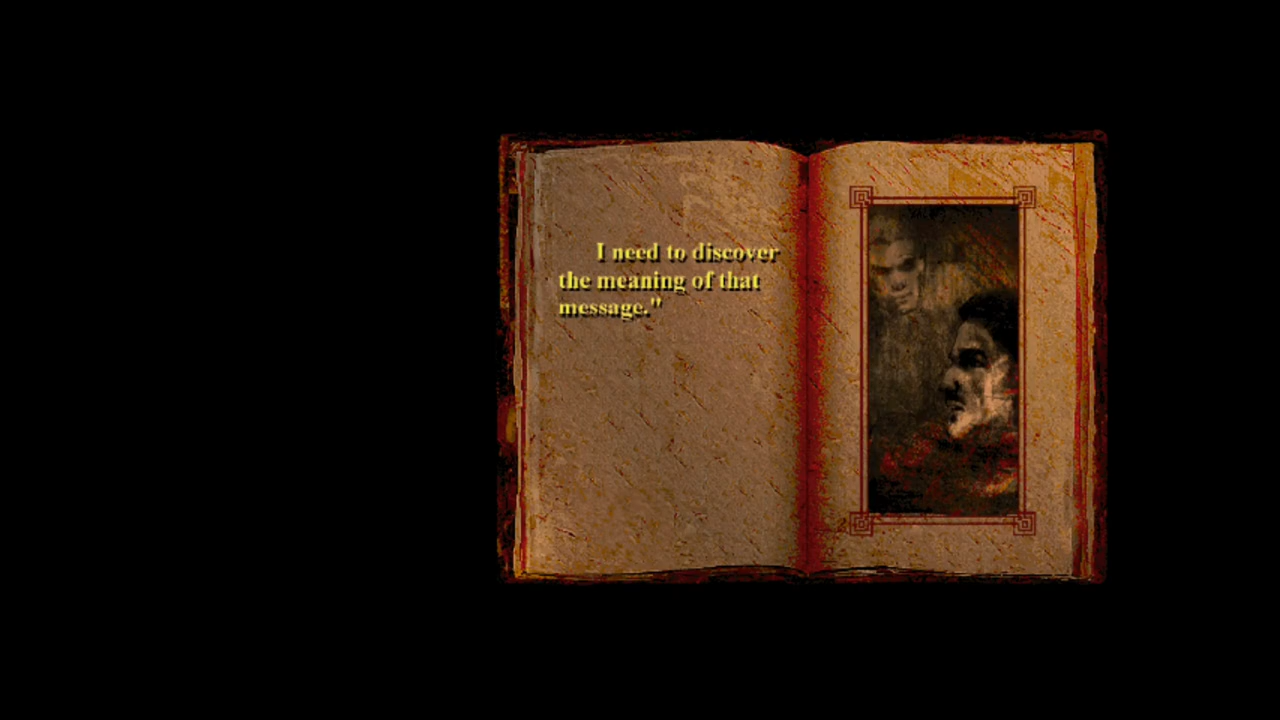 I need to discover
the meaning of that
message."